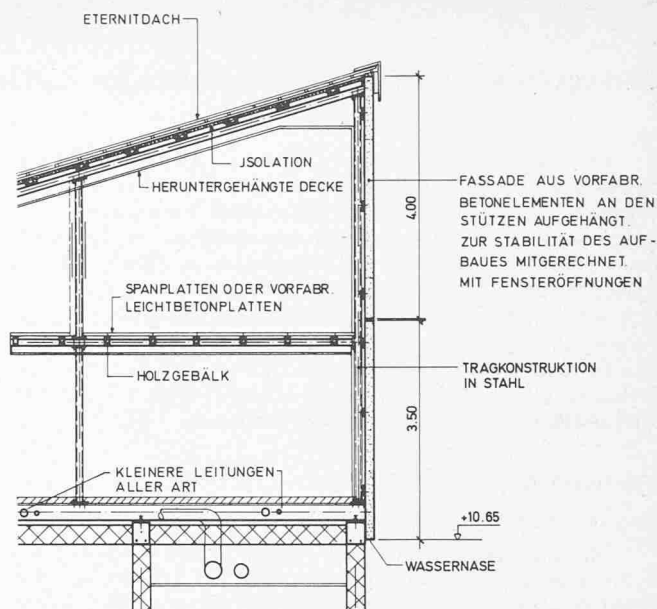 ETERNITDACH
JSOLATION
HERUNTERGEHÄNGTE DECKE
4.00
FASSADE AUS VORFABR.
BETONELEMENTEN AN DEN
STÜTZEN AUFGEHÄNGT.
ZUR STABILITÄT DES AUF-
BAUES MITGERECHNET.
MIT FENSTERÖFFNUNGEN
SPANPLATTEN ODER VORFABR.
LEICHTBETONPLATTEN
HOLZGEBÄLK
TRAGKONSTRUKTION
IN STAHL
3.50
KLEINERE LEITUNGEN
ALLER ART
+10.65
WASSERNASE